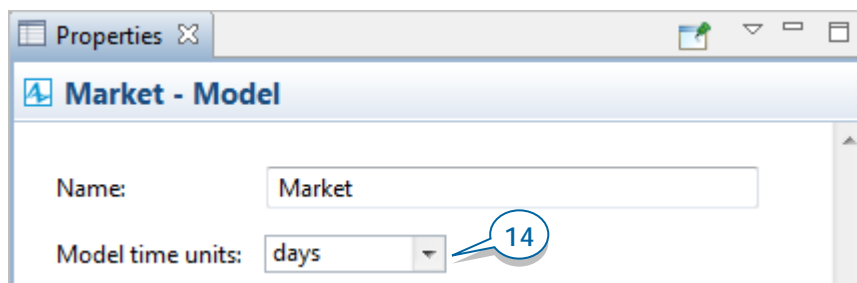 Properties
Market - Model
Name: Market
Model time units: days
14